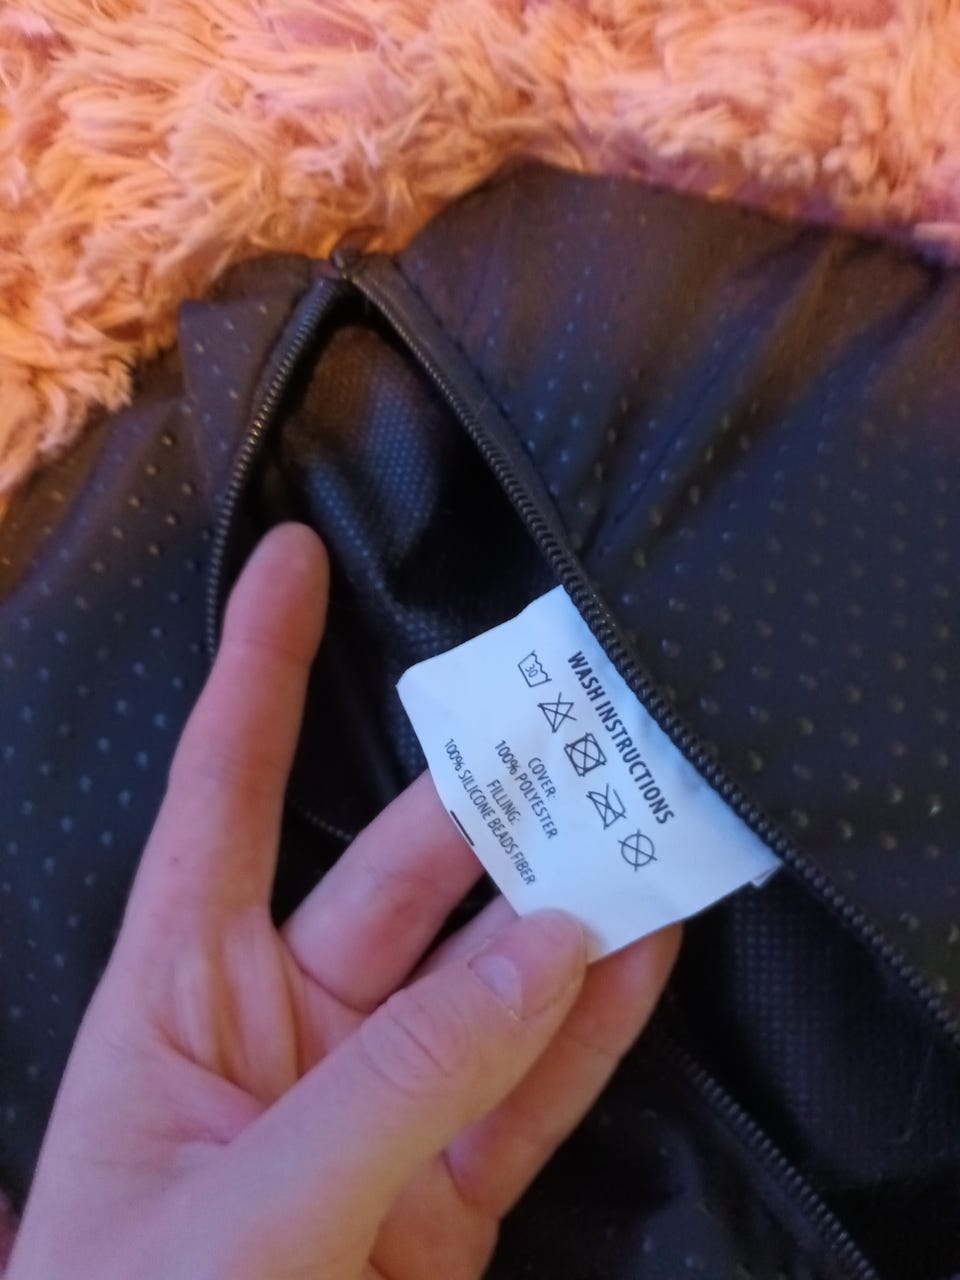 WASH INSTRUCTIONS
30
COVER:
100% POLYESTER
FILLING:
100% SILICONE BEADS FIBER